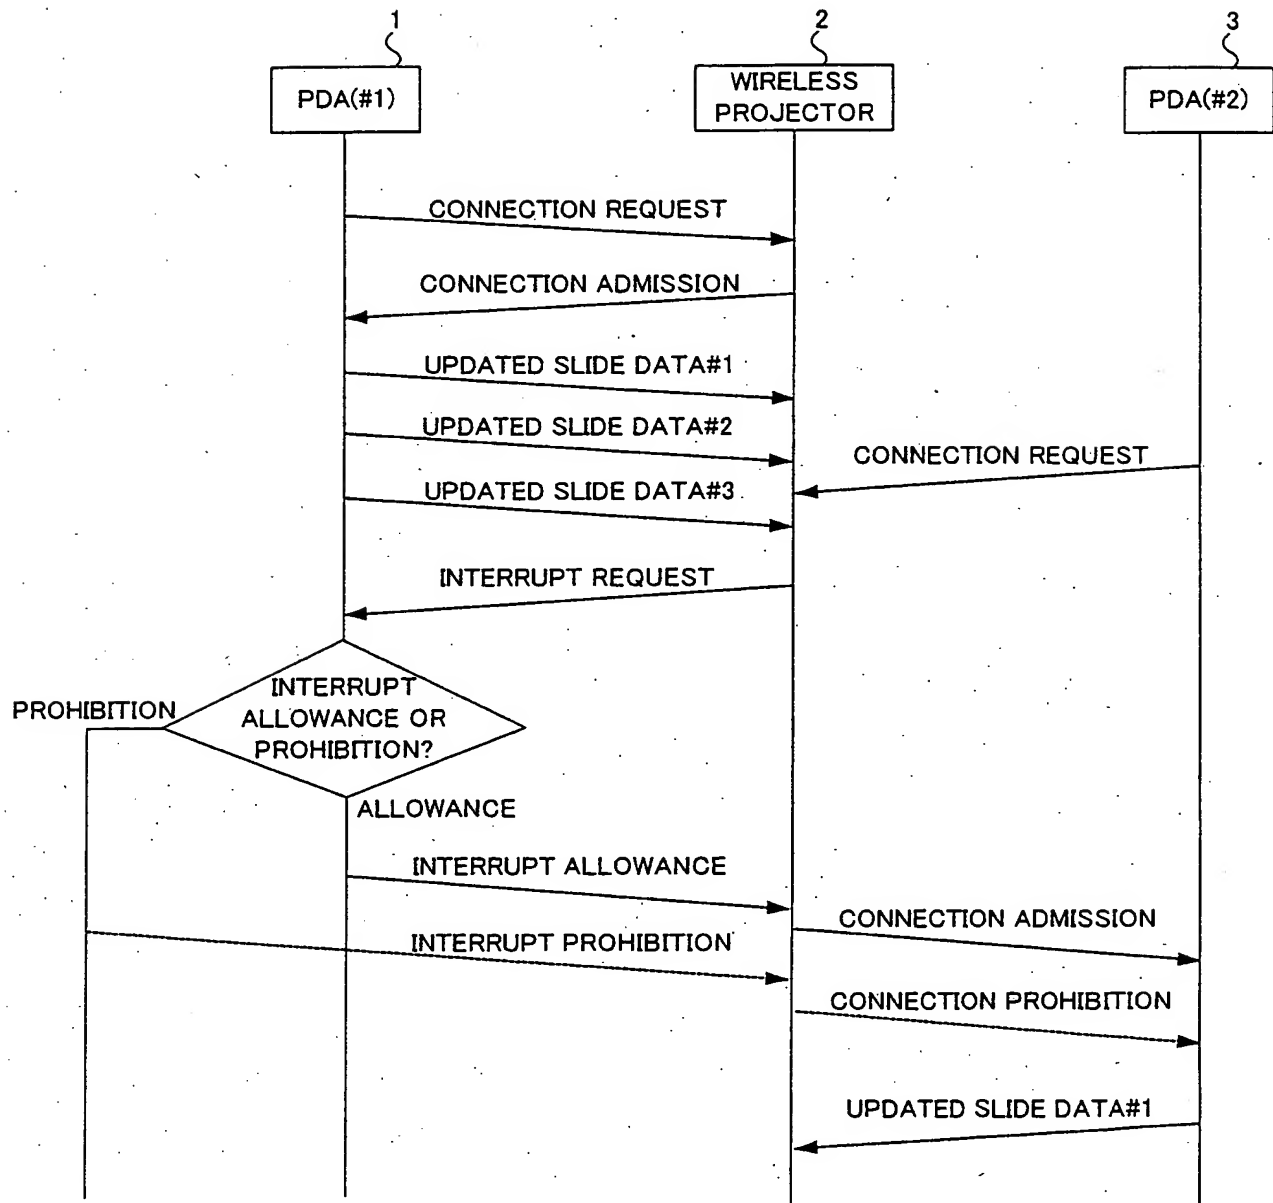 1
2
3
PDA(#1)
WIRELESS
PROJECTOR
PDA(#2)
CONNECTION REQUEST
CONNECTION ADMISSION
UPDATED SLIDE DATA#1
UPDATED SLIDE DATA#2
CONNECTION REQUEST
UPDATED SLIDE DATA#3
INTERRUPT REQUEST
INTERRUPT
ALLOWANCE OR
PROHIBITION?
PROHIBITION
ALLOWANCE
INTERRUPT ALLOWANCE
CONNECTION ADMISSION
INTERRUPT PROHIBITION
CONNECTION PROHIBITION
UPDATED SLIDE DATA#1